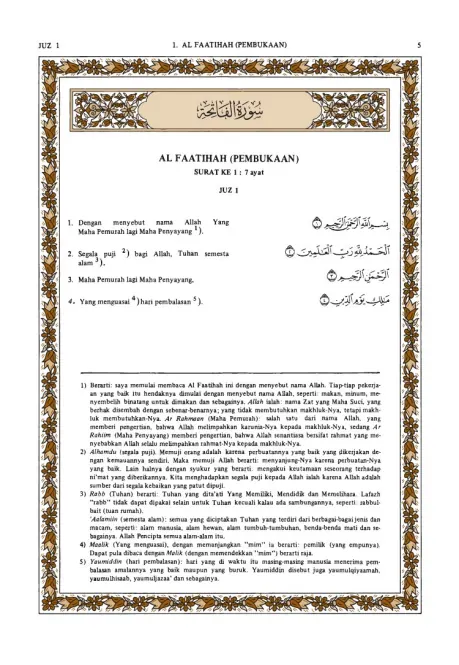 JUZ 1 1. AL FAATIHAH (PEMBUKAAN) 5
سورة الفاتحة
AL FAATIHAH (PEMBUKAAN)
SURAT KE 1 : 7 ayat
JUZ 1
1. Dengan menyebut nama Allah Yang بِسْمِ اللَّهِ الرَّحْمَنِ الرَّحِيمِ ۝١
Maha Pemurah lagi Maha Penyayang 1).
2. Segala puji 2) bagi Allah, Tuhan semesta الْحَمْدُ لِلَّهِ رَبِّ الْعَالَمِينَ ۝٢
alam 3),
3. Maha Pemurah lagi Maha Penyayang, الرَّحْمَنِ الرَّحِيمِ ۝٣
4. Yang menguasai 4) hari pembalasan 5). مَالِكِ يَوْمِ الدِّينِ ۝٤
1) Berarti: saya memulai membaca Al Faatihah ini dengan menyebut nama Allah. Tiap-tiap pekerja-
an yang baik itu hendaknya dimulai dengan menyebut nama Allah, seperti: makan, minum, me-
nyembelih binatang untuk dimakan dan sebagainya. Allah ialah: nama Zat yang Maha Suci, yang
berhak disembah dengan sebenar-benarnya; yang tidak membutuhkan makhluk-Nya, tetapi makh-
luk membutuhkan-Nya. Ar Rahmaan (Maha Pemurah): salah satu dari nama Allah, yang
memberi pengertian, bahwa Allah melimpahkan karunia-Nya kepada makhluk-Nya, sedang Ar
Rahiim (Maha Penyayang) memberi pengertian, bahwa Allah senantiasa bersifat rahmat yang me-
nyebabkan Allah selalu melimpahkan rahmat-Nya kepada makhluk-Nya.
2) Alhamdu (segala puji). Memuji orang adalah karena perbuatannya yang baik yang dikerjakan de-
ngan kemauannya sendiri. Maka memuji Allah berarti: menyanjung-Nya karena perbuatan-Nya
yang baik. Lain halnya dengan syukur yang berarti: mengakui keutamaan seseorang terhadap
ni'mat yang diberikannya. Kita menghadapkan segala puji kepada Allah ialah karena Allah adalah
sumber dari segala kebaikan yang patut dipuji.
3) Rabb (Tuhan) berarti: Tuhan yang dita'ati Yang Memiliki, Mendidik dan Memelihara. Lafazh
"rabb" tidak dapat dipakai selain untuk Tuhan kecuali kalau ada sambungannya, seperti: rabbul-
bait (tuan rumah).
'Aalamiin (semesta alam): semua yang diciptakan Tuhan yang terdiri dari berbagai-bagai jenis dan
macam, seperti: alam manusia, alam hewan, alam tumbuh-tumbuhan, benda-benda mati dan se-
bagainya. Allah Pencipta semua alam-alam itu.
4) Maalik (Yang menguasai), dengan memanjangkan "mim" ia berarti: pemilik (yang empunya).
Dapat pula dibaca dengan Malik (dengan memendekkan "mim") berarti raja.
5) Yaumiddin (hari pembalasan): hari yang di waktu itu masing-masing manusia menerima pem-
balasan amalannya yang baik maupun yang buruk. Yaumiddin disebut juga yaumulqiyaamah,
yaumulhisaab, yaumuljazaa' dan sebagainya.